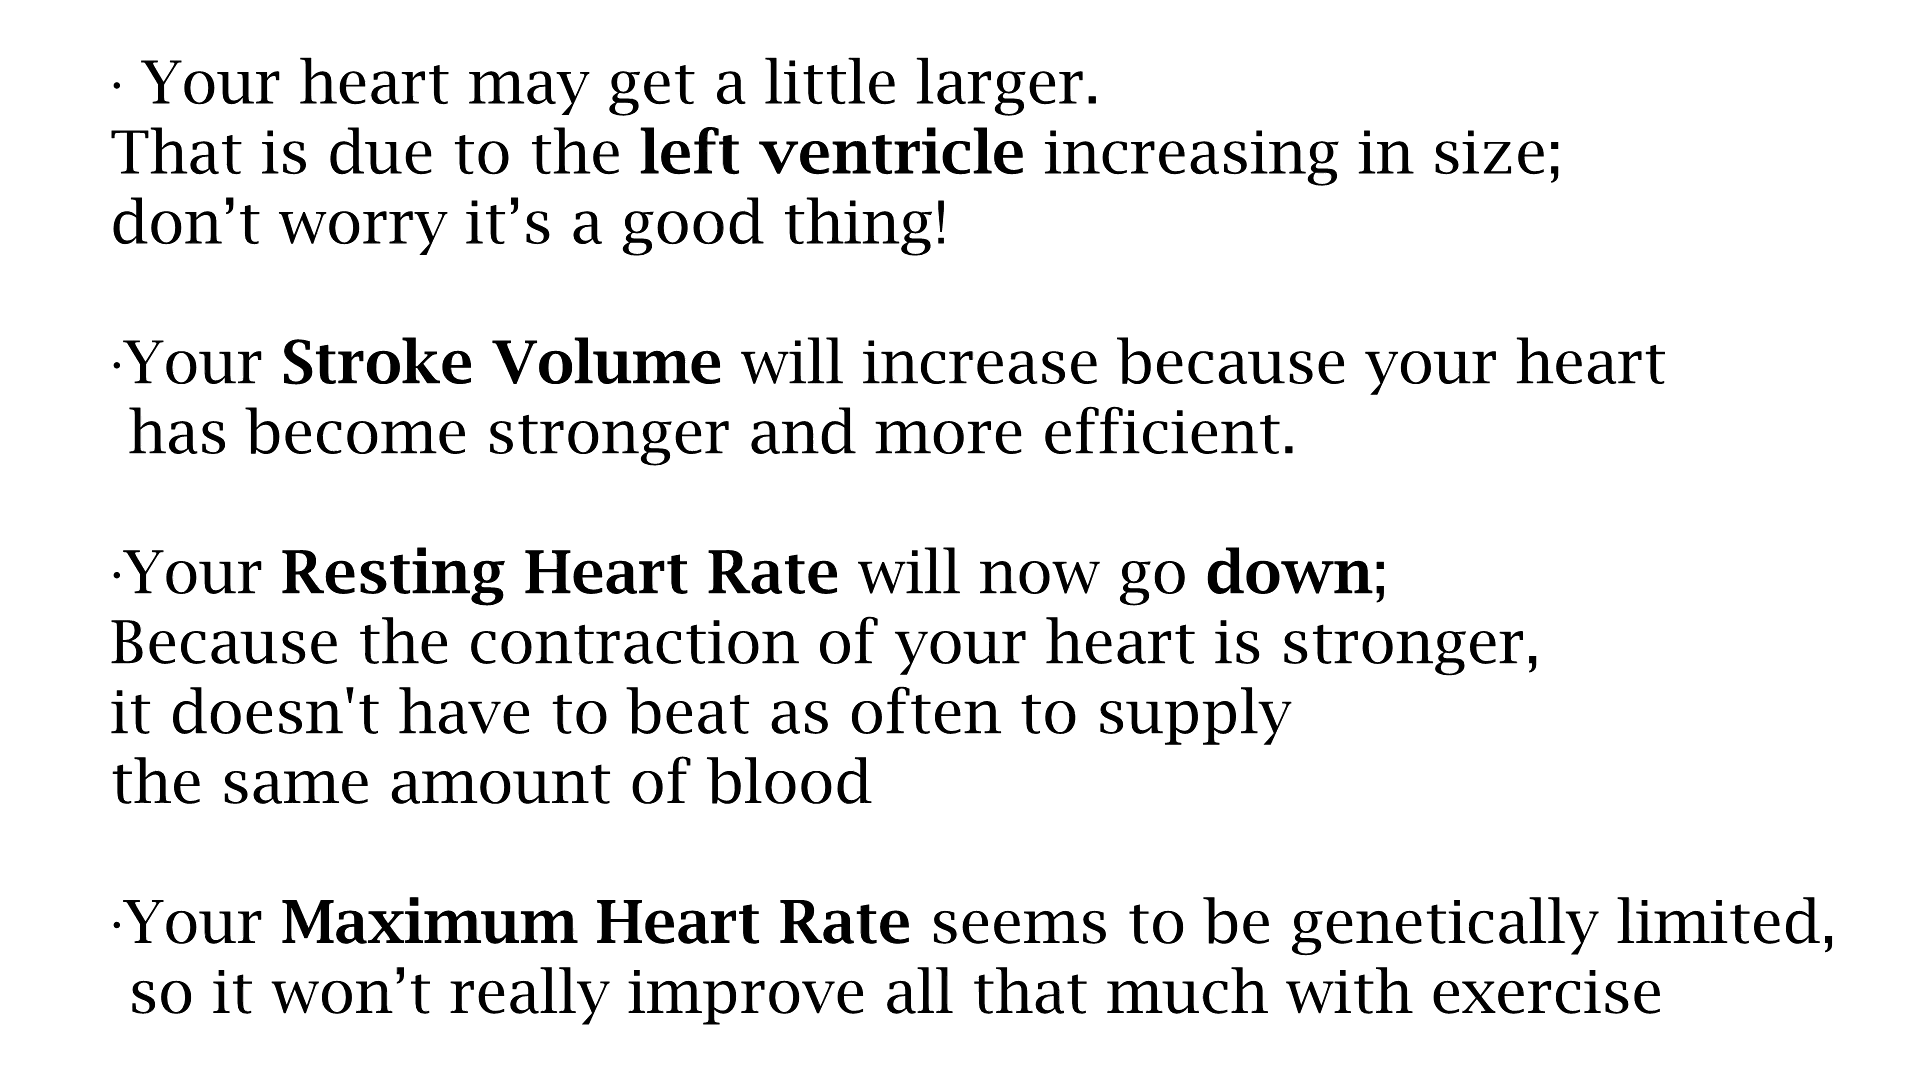 · Your heart may get a little larger.
That is due to the left ventricle increasing in size;
don’t worry it’s a good thing!
·Your Stroke Volume will increase because your heart
has become stronger and more efficient.
·Your Resting Heart Rate will now go down;
Because the contraction of your heart is stronger,
it doesn't have to beat as often to supply
the same amount of blood
·Your Maximum Heart Rate seems to be genetically limited,
so it won’t really improve all that much with exercise